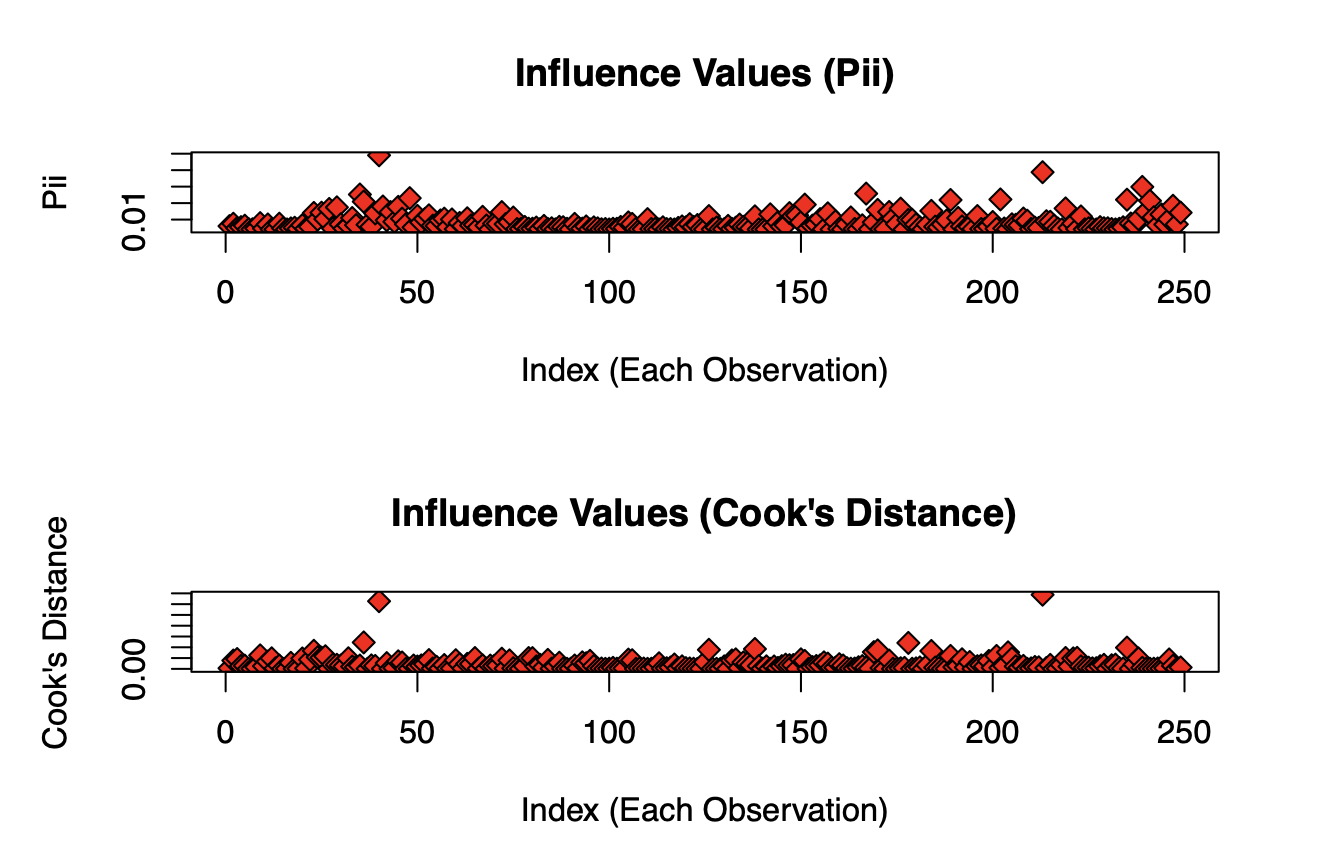 Influence Values (Pii)
Pii
0.01
0 50 100 150 200 250
Index (Each Observation)
Influence Values (Cook's Distance)
Cook's Distance
0.00
0 50 100 150 200 250
Index (Each Observation)